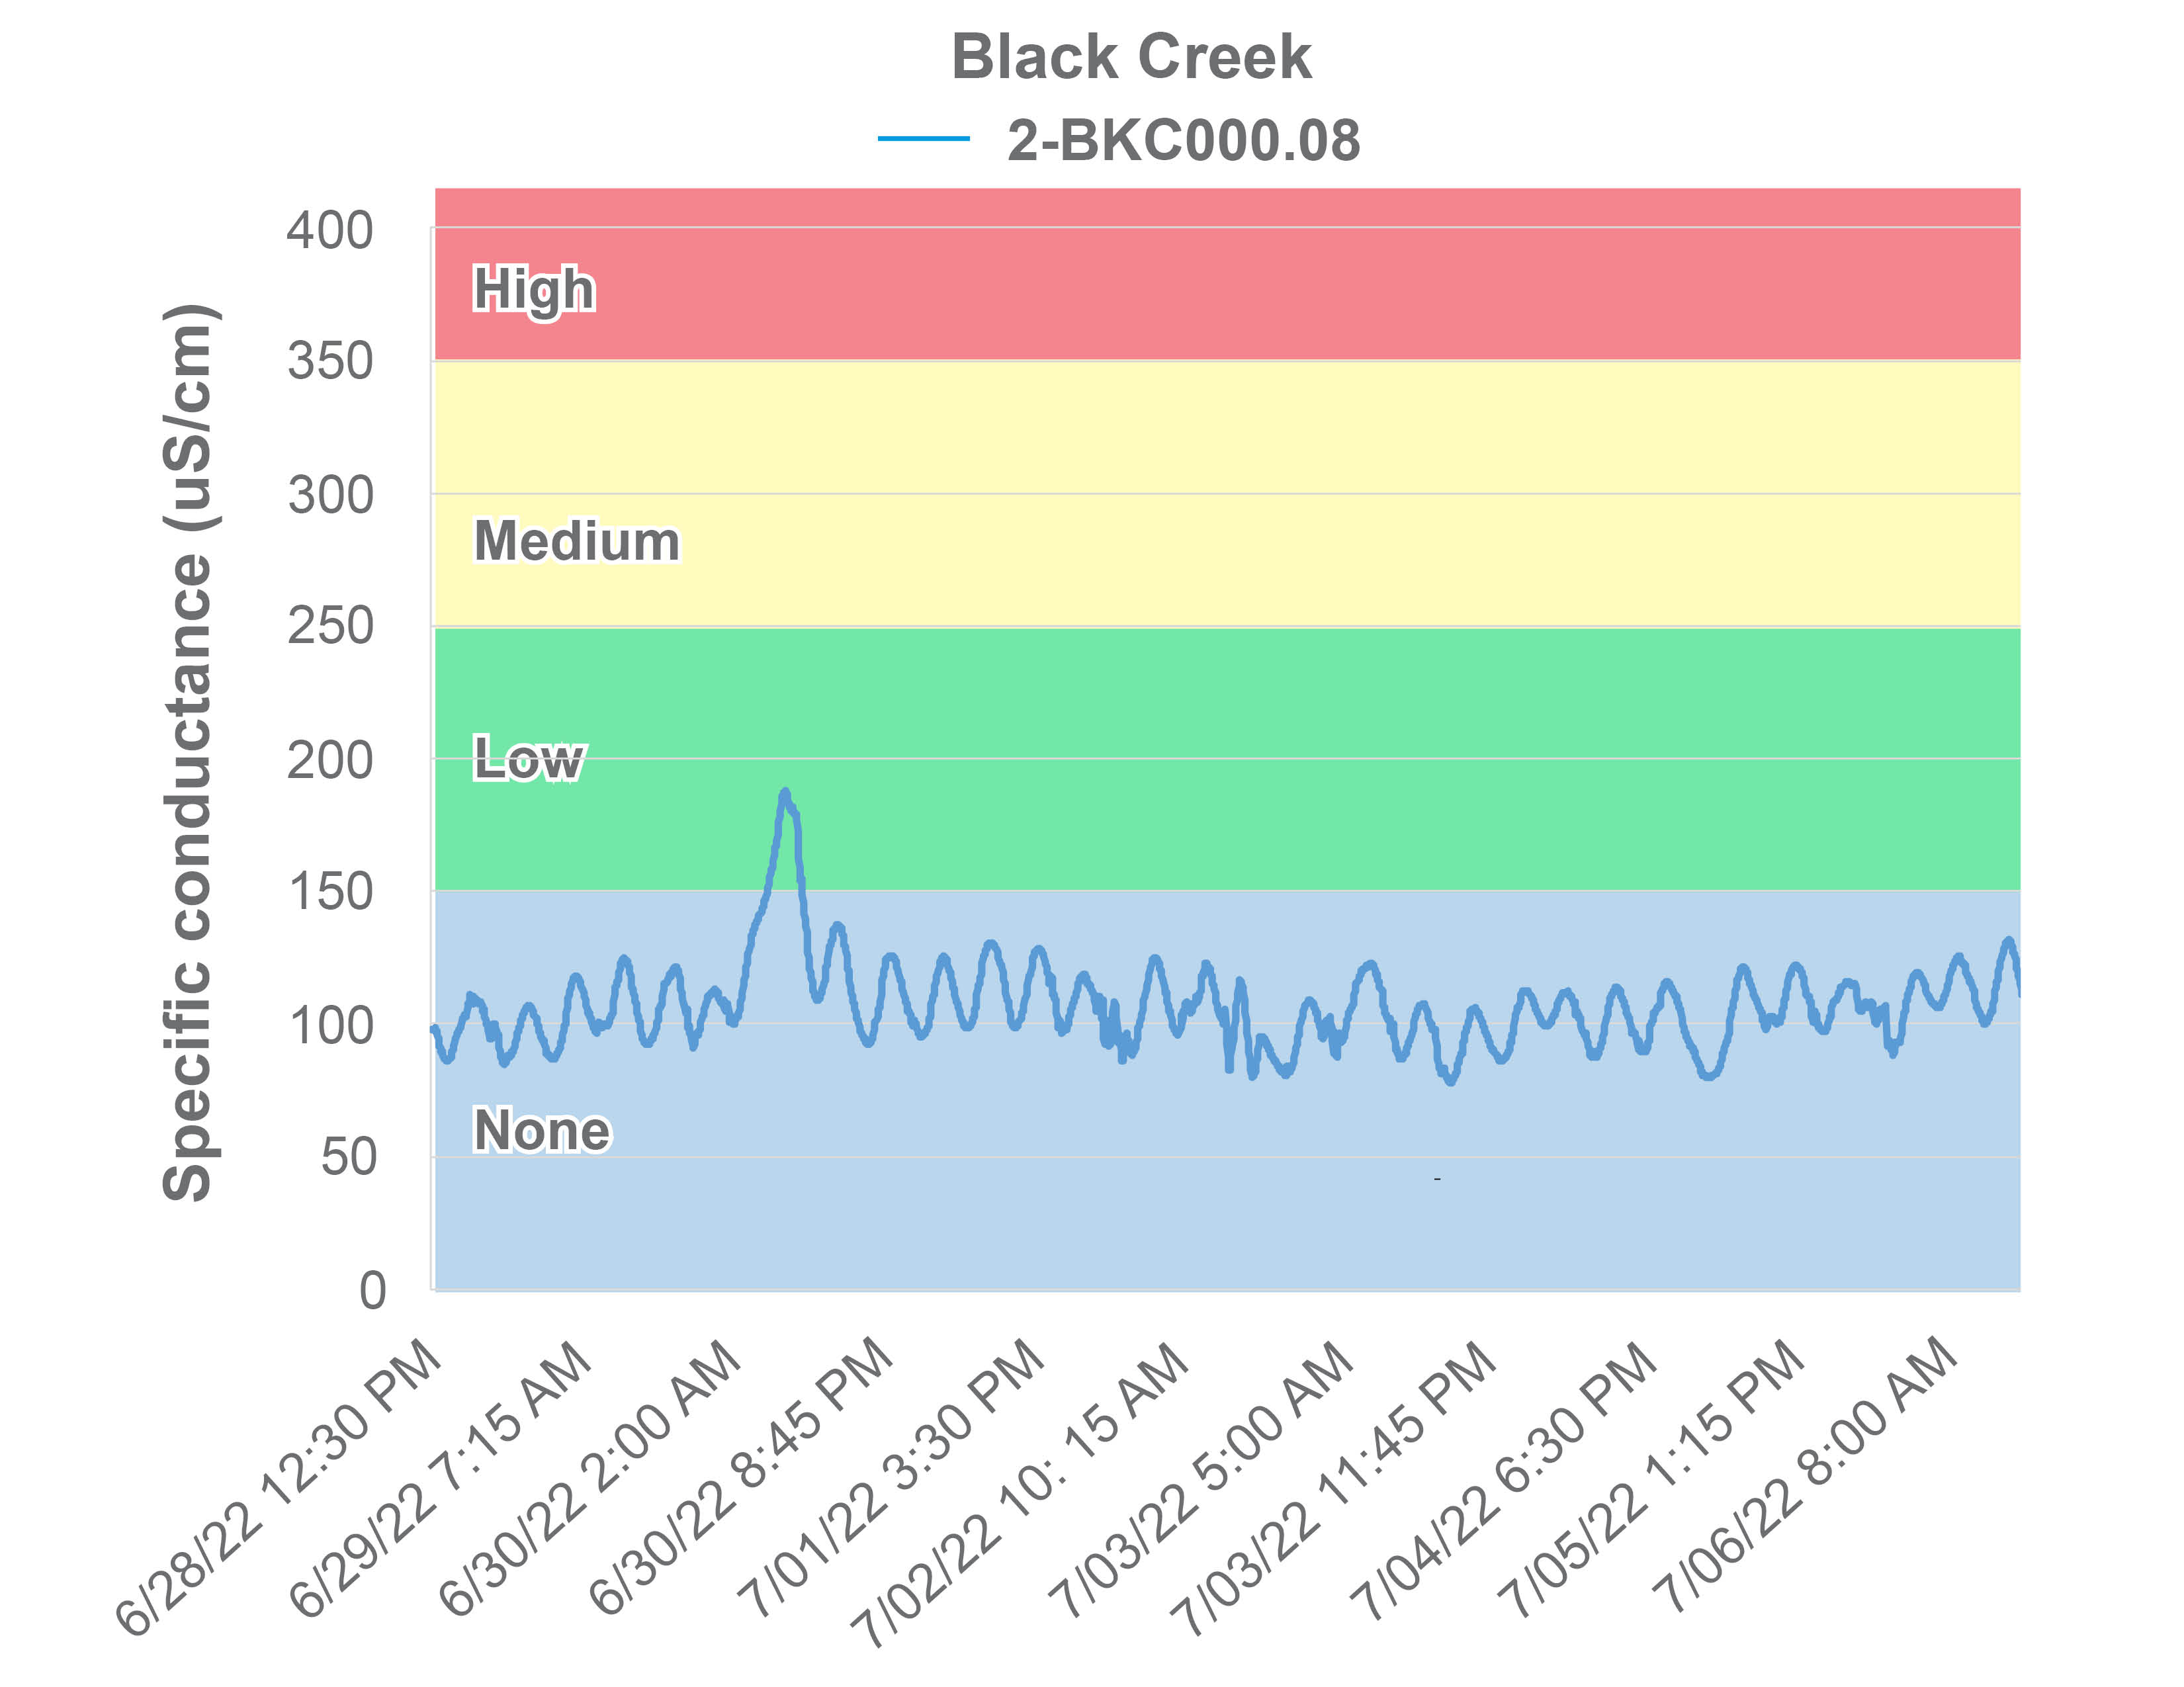 Black Creek
2-BKC000.08
Specific conductance (uS/cm)
400
350
300
250
200
150
100
50
0
High
Medium
Low
None
6/28/22 12:30 PM
6/29/22 7:15 AM
6/30/22 2:00 AM
6/30/22 8:45 PM
7/01/22 3:30 PM
7/02/22 10: 15 AM
7/03/22 5:00 AM
7/03/22 11:45 PM
7/04/22 6:30 PM
7/05/22 1:15 PM
7/06/22 8:00 AM